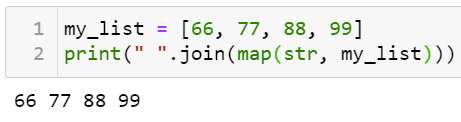 1 my_list = [66, 77, 88, 99]
2 print(" ".join(map(str, my_list)))
66 77 88 99